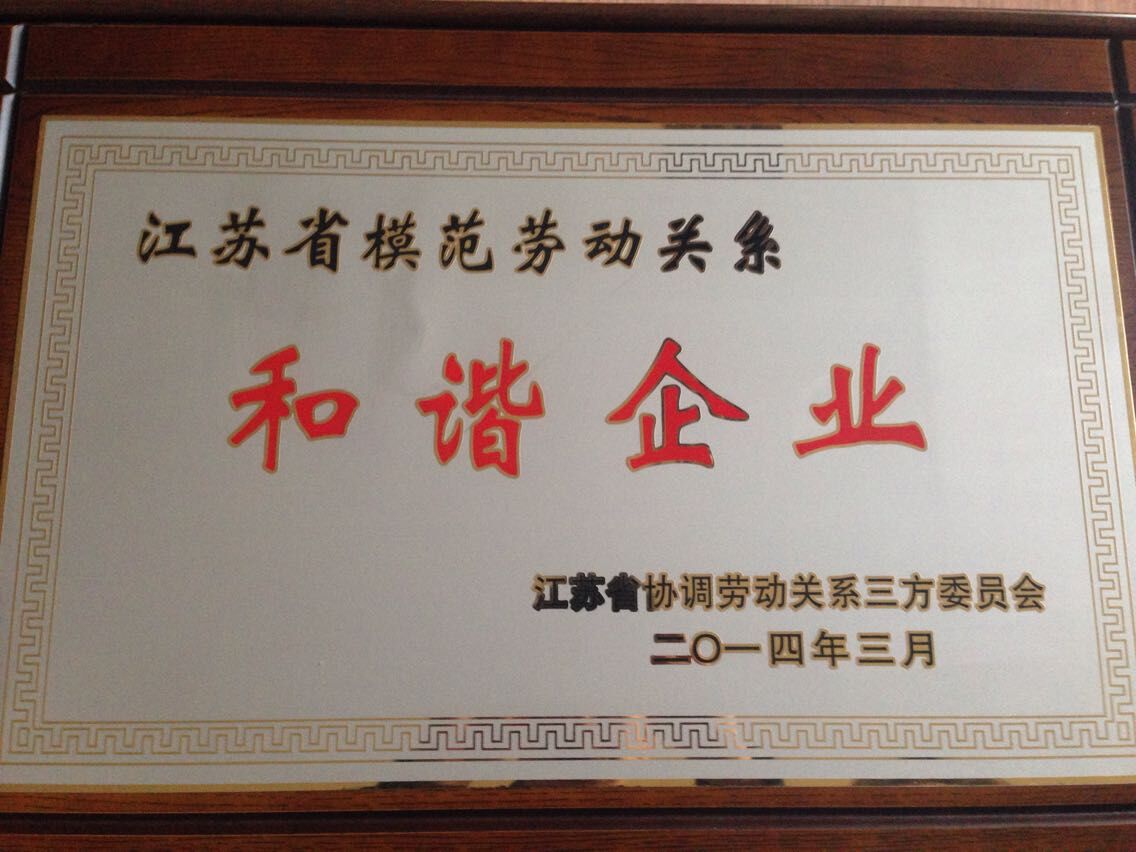 江苏省模范劳动关系
和谐企业
江苏省协调劳动关系三方委员会
二〇一四年三月